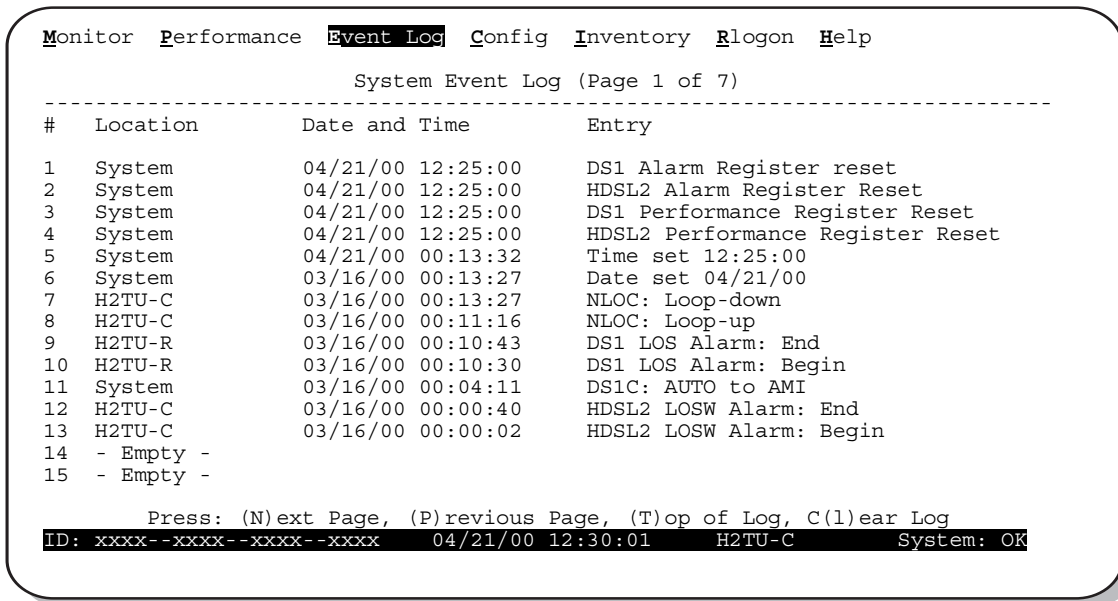 Monitor Performance Event Log Config Inventory Rlogon Help
System Event Log (Page 1 of 7)
--------------------------------------------------------------------------------
# Location Date and Time Entry
1 System 04/21/00 12:25:00 DS1 Alarm Register reset
2 System 04/21/00 12:25:00 HDSL2 Alarm Register Reset
3 System 04/21/00 12:25:00 DS1 Performance Register Reset
4 System 04/21/00 12:25:00 HDSL2 Performance Register Reset
5 System 04/21/00 00:13:32 Time set 12:25:00
6 System 03/16/00 00:13:27 Date set 04/21/00
7 H2TU-C 03/16/00 00:13:27 NLOC: Loop-down
8 H2TU-C 03/16/00 00:11:16 NLOC: Loop-up
9 H2TU-R 03/16/00 00:10:43 DS1 LOS Alarm: End
10 H2TU-R 03/16/00 00:10:30 DS1 LOS Alarm: Begin
11 System 03/16/00 00:04:11 DS1C: AUTO to AMI
12 H2TU-C 03/16/00 00:00:40 HDSL2 LOSW Alarm: End
13 H2TU-C 03/16/00 00:00:02 HDSL2 LOSW Alarm: Begin
14 - Empty -
15 - Empty -
Press: (N)ext Page, (P)revious Page, (T)op of Log, C(l)ear Log
ID: xxxx--xxxx--xxxx--xxxx 04/21/00 12:30:01 H2TU-C System: OK